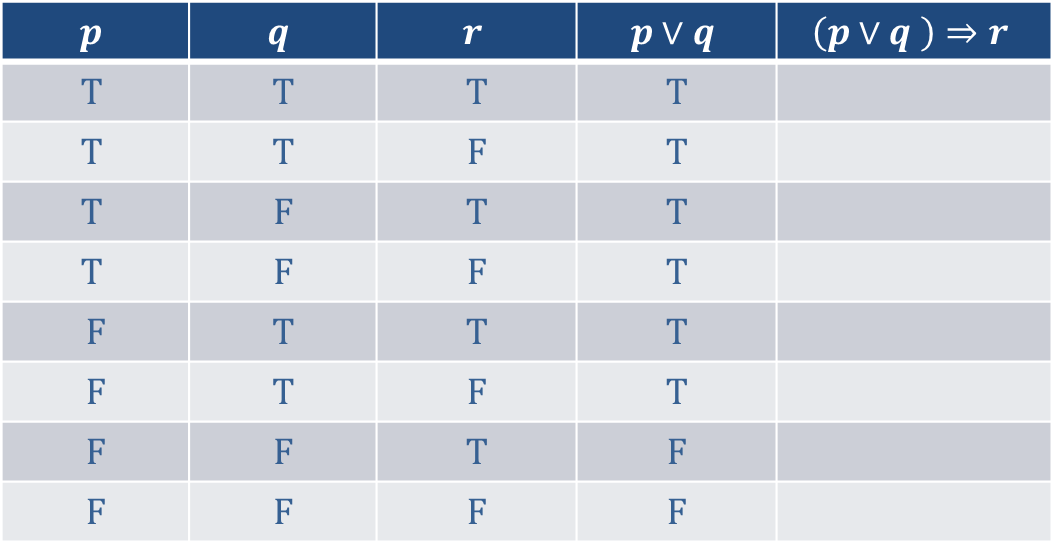 p q r p ∨ q (p ∨ q ) ⇒ r
T T T T
T T F T
T F T T
T F F T
F T T T
F T F T
F F T F
F F F F